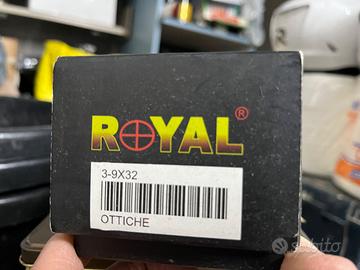 ROYAL®
3-9X32
OTTICHE
subito